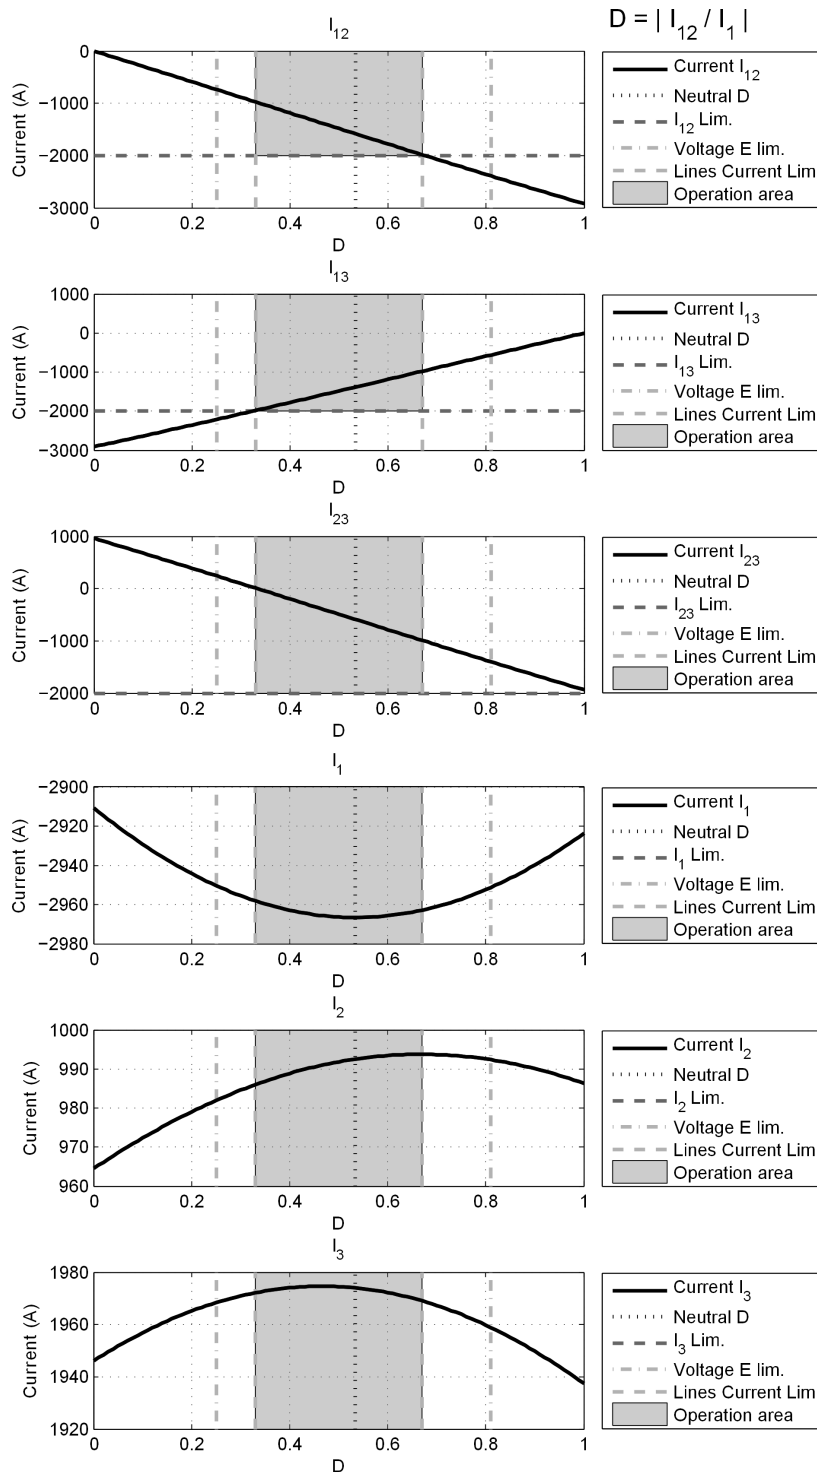 D = | I12 / I1 |
I12
Current (A)
0
−1000
−2000
−3000
0 0.2 0.4 0.6 0.8 1
D
Current I12
Neutral D
I12 Lim.
Voltage E lim.
Lines Current Lim
Operation area
I13
Current (A)
1000
0
−1000
−2000
−3000
0 0.2 0.4 0.6 0.8 1
D
Current I13
Neutral D
I13 Lim.
Voltage E lim.
Lines Current Lim
Operation area
I23
Current (A)
1000
0
−1000
−2000
0 0.2 0.4 0.6 0.8 1
D
Current I23
Neutral D
I23 Lim.
Voltage E lim.
Lines Current Lim
Operation area
I1
Current (A)
−2900
−2920
−2940
−2960
−2980
0 0.2 0.4 0.6 0.8 1
D
Current I1
Neutral D
I1 Lim.
Voltage E lim.
Lines Current Lim
Operation area
I2
Current (A)
1000
990
980
970
960
0 0.2 0.4 0.6 0.8 1
D
Current I2
Neutral D
I2 Lim.
Voltage E lim.
Lines Current Lim
Operation area
I3
Current (A)
1980
1960
1940
1920
0 0.2 0.4 0.6 0.8 1
D
Current I3
Neutral D
I3 Lim.
Voltage E lim.
Lines Current Lim
Operation area